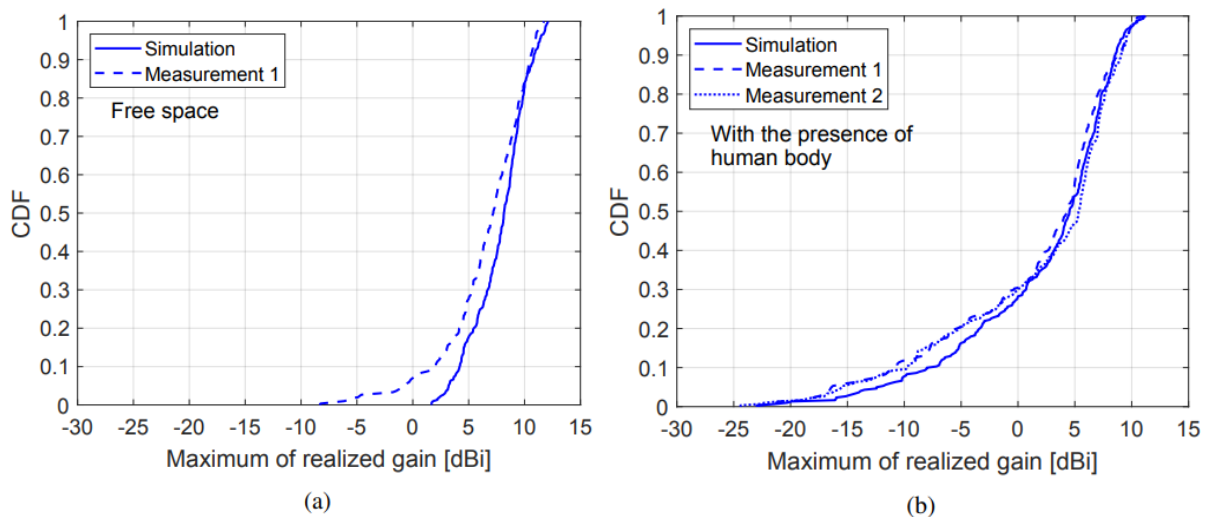 1
0.9
0.8
0.7
0.6
0.5
0.4
0.3
0.2
0.1
0
CDF
Simulation
Measurement 1
Free space
-30 -25 -20 -15 -10 -5 0 5 10 15
Maximum of realized gain [dBi]
(a)
1
0.9
0.8
0.7
0.6
0.5
0.4
0.3
0.2
0.1
0
CDF
Simulation
Measurement 1
Measurement 2
With the presence of
human body
-30 -25 -20 -15 -10 -5 0 5 10 15
Maximum of realized gain [dBi]
(b)